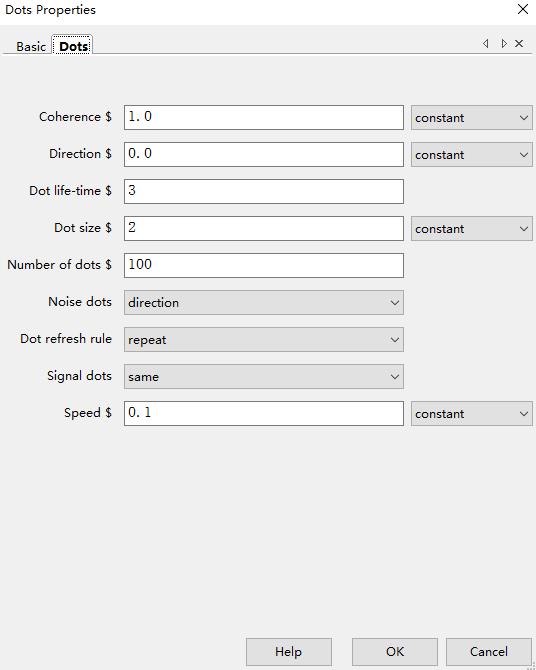 Dots Properties
Basic Dots
Coherence $ 1.0 constant
Direction $ 0.0 constant
Dot life-time $ 3
Dot size $ 2 constant
Number of dots $ 100
Noise dots direction
Dot refresh rule repeat
Signal dots same
Speed $ 0.1 constant
Help OK Cancel